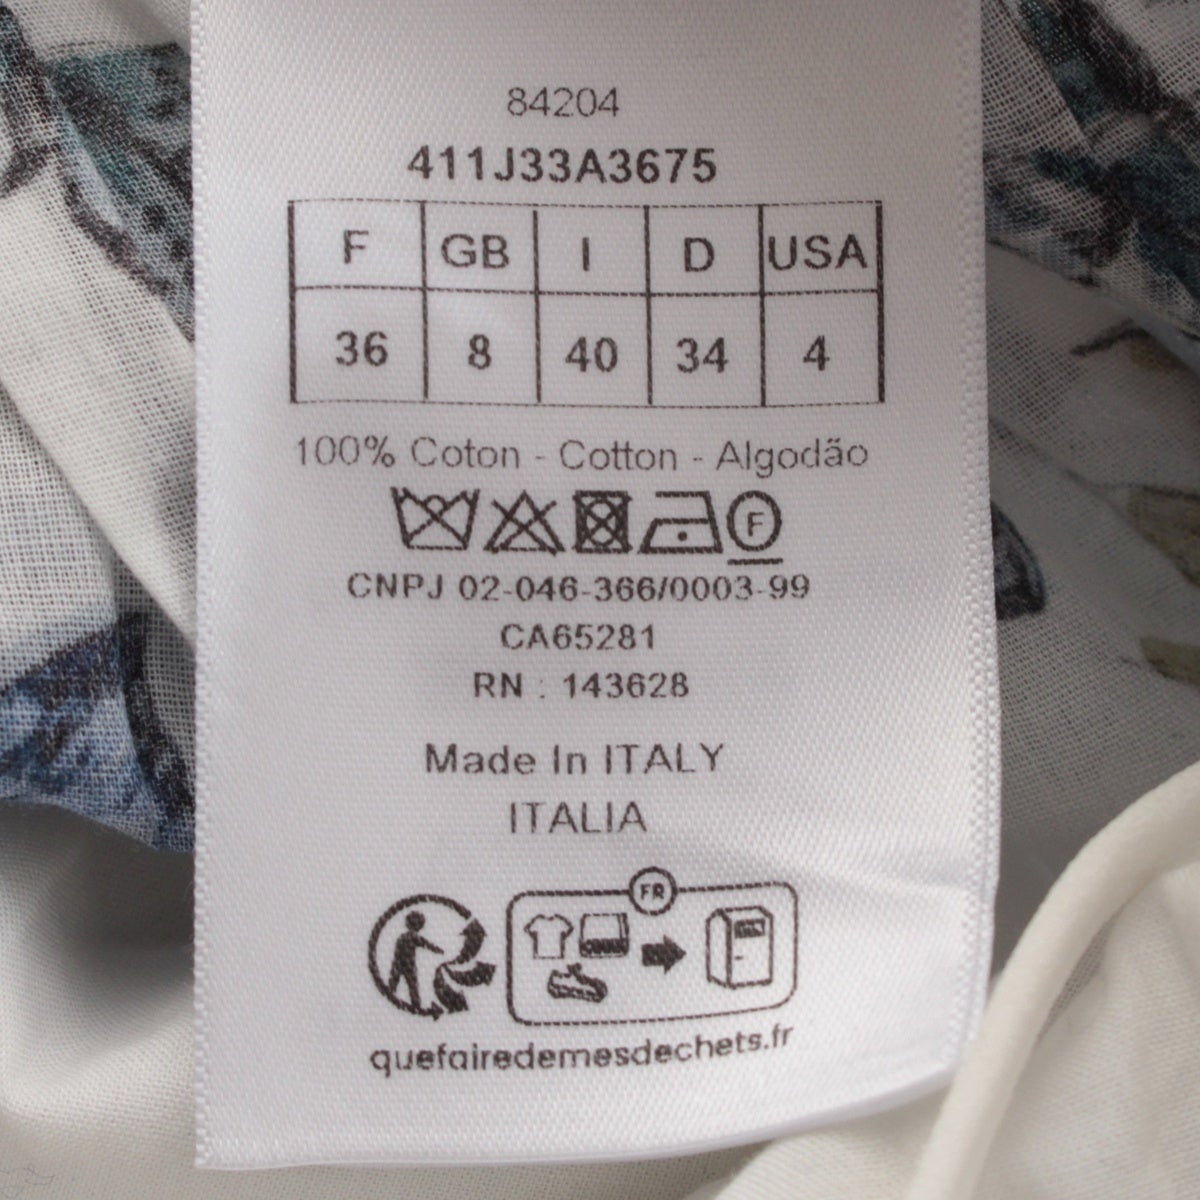 84204
411J33A3675
F GB I D USA
36 8 40 34 4
100% Coton - Cotton - Algodão
F
CNPJ 02-046-366/0003-99
CA65281
RN : 143628
Made In ITALY
ITALIA
FR
quefairedemesdechets.fr